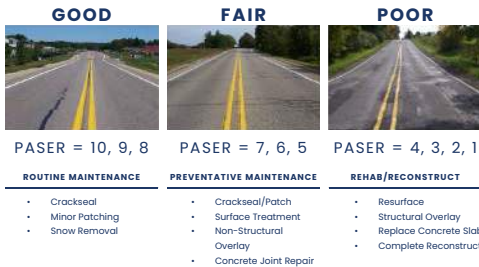 GOOD
PASER = 10, 9, 8
ROUTINE MAINTENANCE
• Crackseal
• Minor Patching
• Snow Removal
FAIR
PASER = 7, 6, 5
PREVENTATIVE MAINTENANCE
• Crackseal/Patch
• Surface Treatment
• Non-Structural
Overlay
• Concrete Joint Repair
POOR
PASER = 4, 3, 2, 1
REHAB/RECONSTRUCT
• Resurface
• Structural Overlay
• Replace Concrete Slab
• Complete Reconstruct